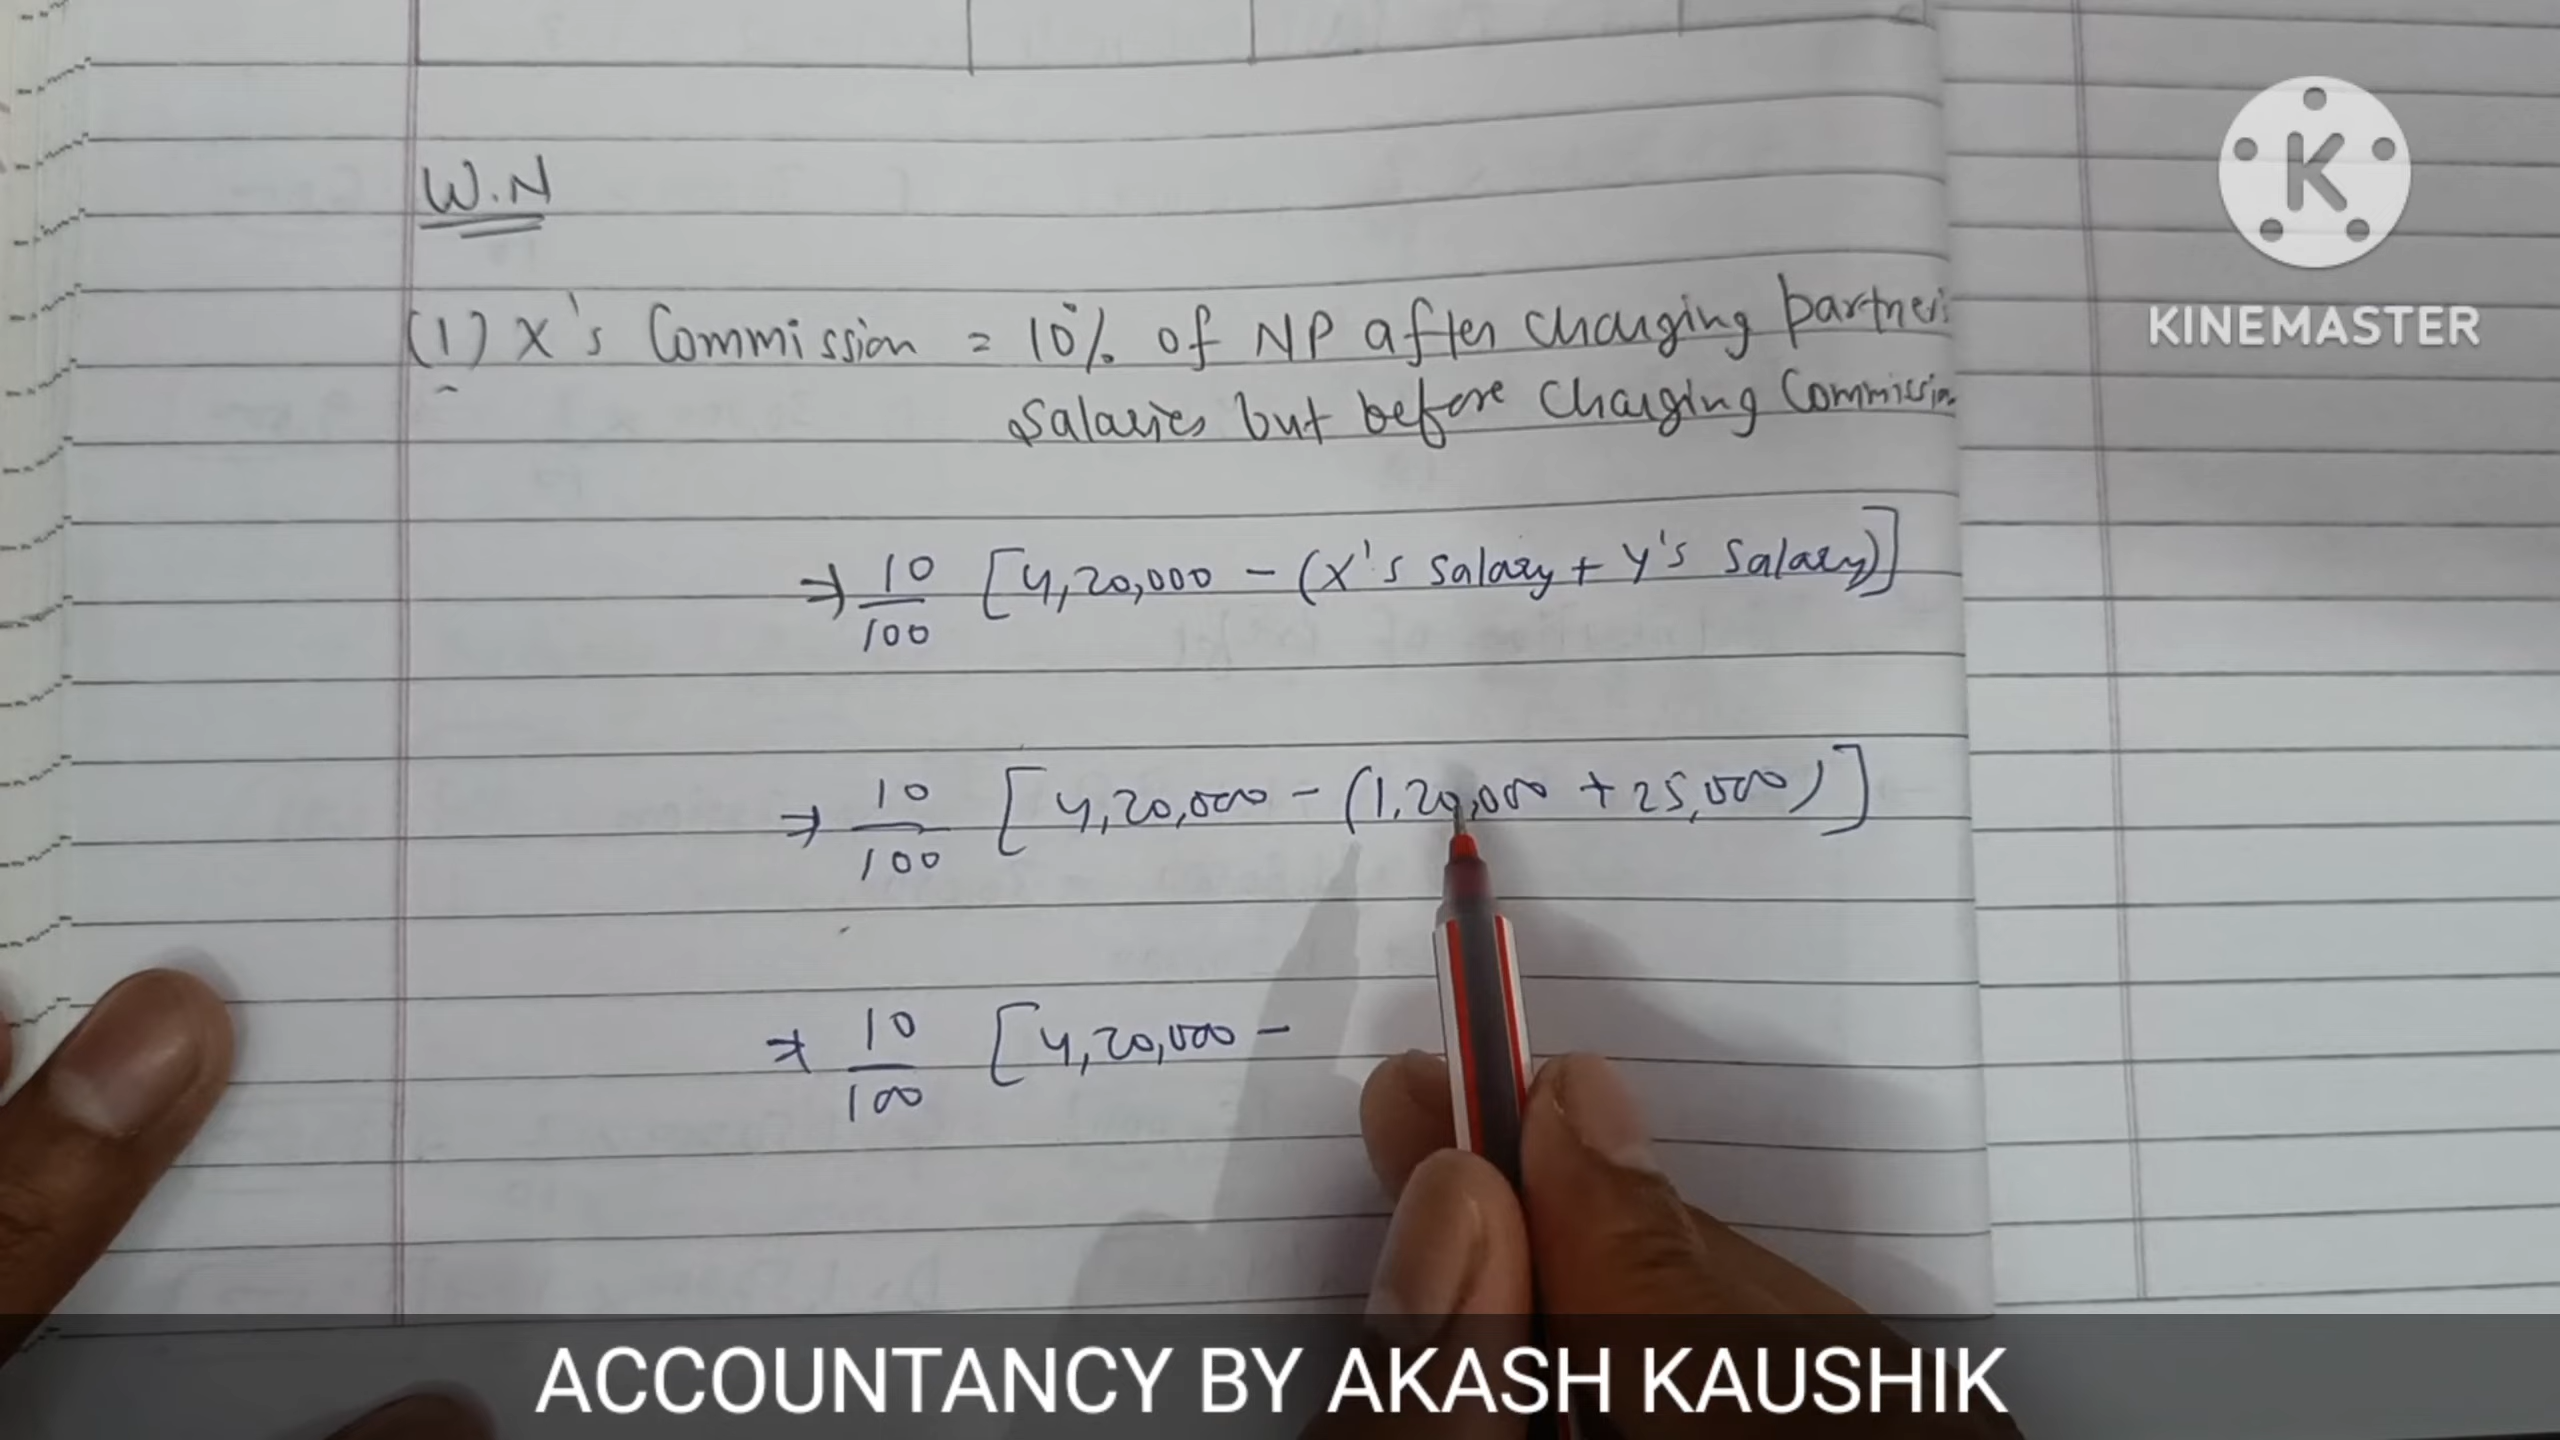 W.N
(1) X's Commission = 10% of NP after charging partner's
salaries but before charging Commission
⇒ 10/100 [4,20,000 - (X's salary + Y's salary)]
⇒ 10/100 [4,20,000 - (1,20,000 + 25,000)]
⇒ 10/100 [4,20,000 -
K
KINEMASTER
ACCOUNTANCY BY AKASH KAUSHIK